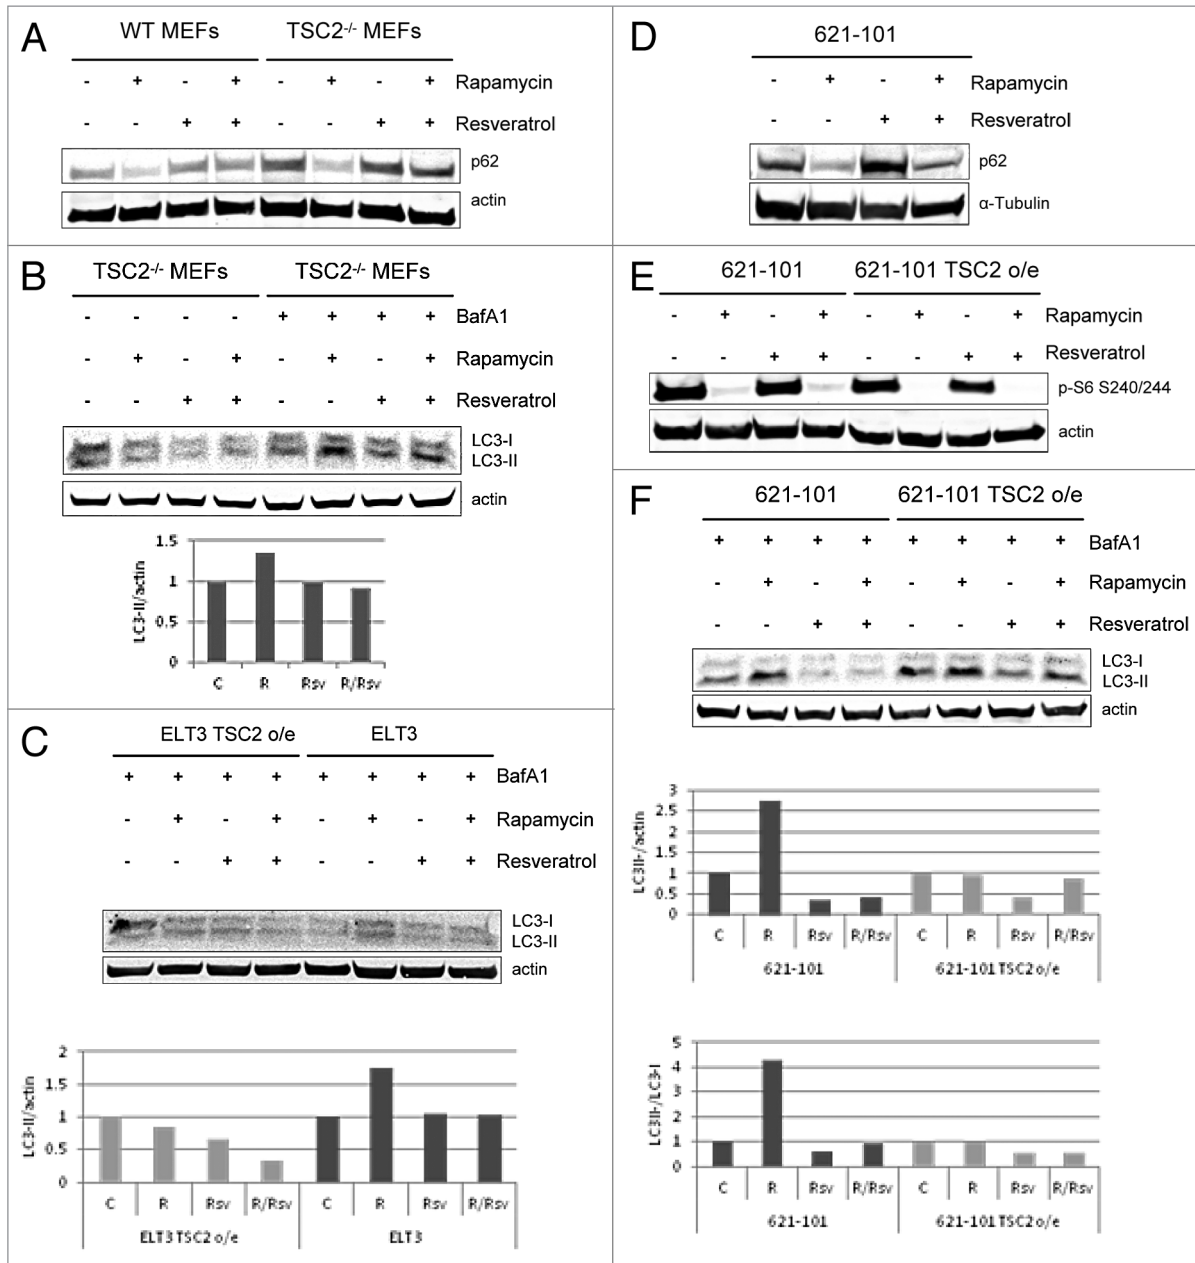 A
WT MEFs TSC2-/- MEFs
- + - + - + - + Rapamycin
- - + + - - + + Resveratrol
p62
actin
B
TSC2-/- MEFs TSC2-/- MEFs
- - - - + + + + BafA1
- + - + - + - + Rapamycin
- - + + - - + + Resveratrol
LC3-I
LC3-II
actin
LC3-II/actin
1.5
1
0.5
0
C R Rsv R/Rsv
C
ELT3 TSC2 o/e ELT3
+ + + + + + + + BafA1
- + - + - + - + Rapamycin
- - + + - - + + Resveratrol
LC3-I
LC3-II
actin
LC3-II/actin
2
1.5
1
0.5
0
C R Rsv R/Rsv C R Rsv R/Rsv
ELT3 TSC2 o/e ELT3
D
621-101
- + - + Rapamycin
- - + + Resveratrol
p62
α-Tubulin
E
621-101 621-101 TSC2 o/e
- + - + - + - + Rapamycin
- - + + - - + + Resveratrol
p-S6 S240/244
actin
F
621-101 621-101 TSC2 o/e
+ + + + + + + + BafA1
- + - + - + - + Rapamycin
- - + + - - + + Resveratrol
LC3-I
LC3-II
actin
LC3II-/actin
3
2.5
2
1.5
1
0.5
0
C R Rsv R/Rsv C R Rsv R/Rsv
621-101 621-101 TSC2 o/e
LC3II-/LC3-I
5
4
3
2
1
0
C R Rsv R/Rsv C R Rsv R/Rsv
621-101 621-101 TSC2 o/e